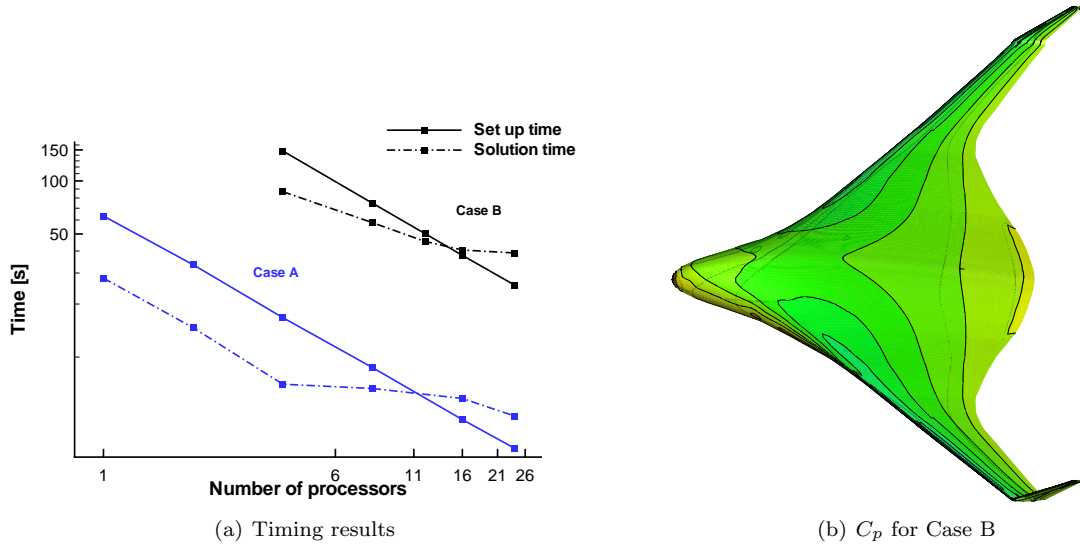 Set up time
Solution time
150
100
50
Time [s]
Case B
Case A
1 6 11 16 21 26
Number of processors
(a) Timing results
(b) Cp for Case B